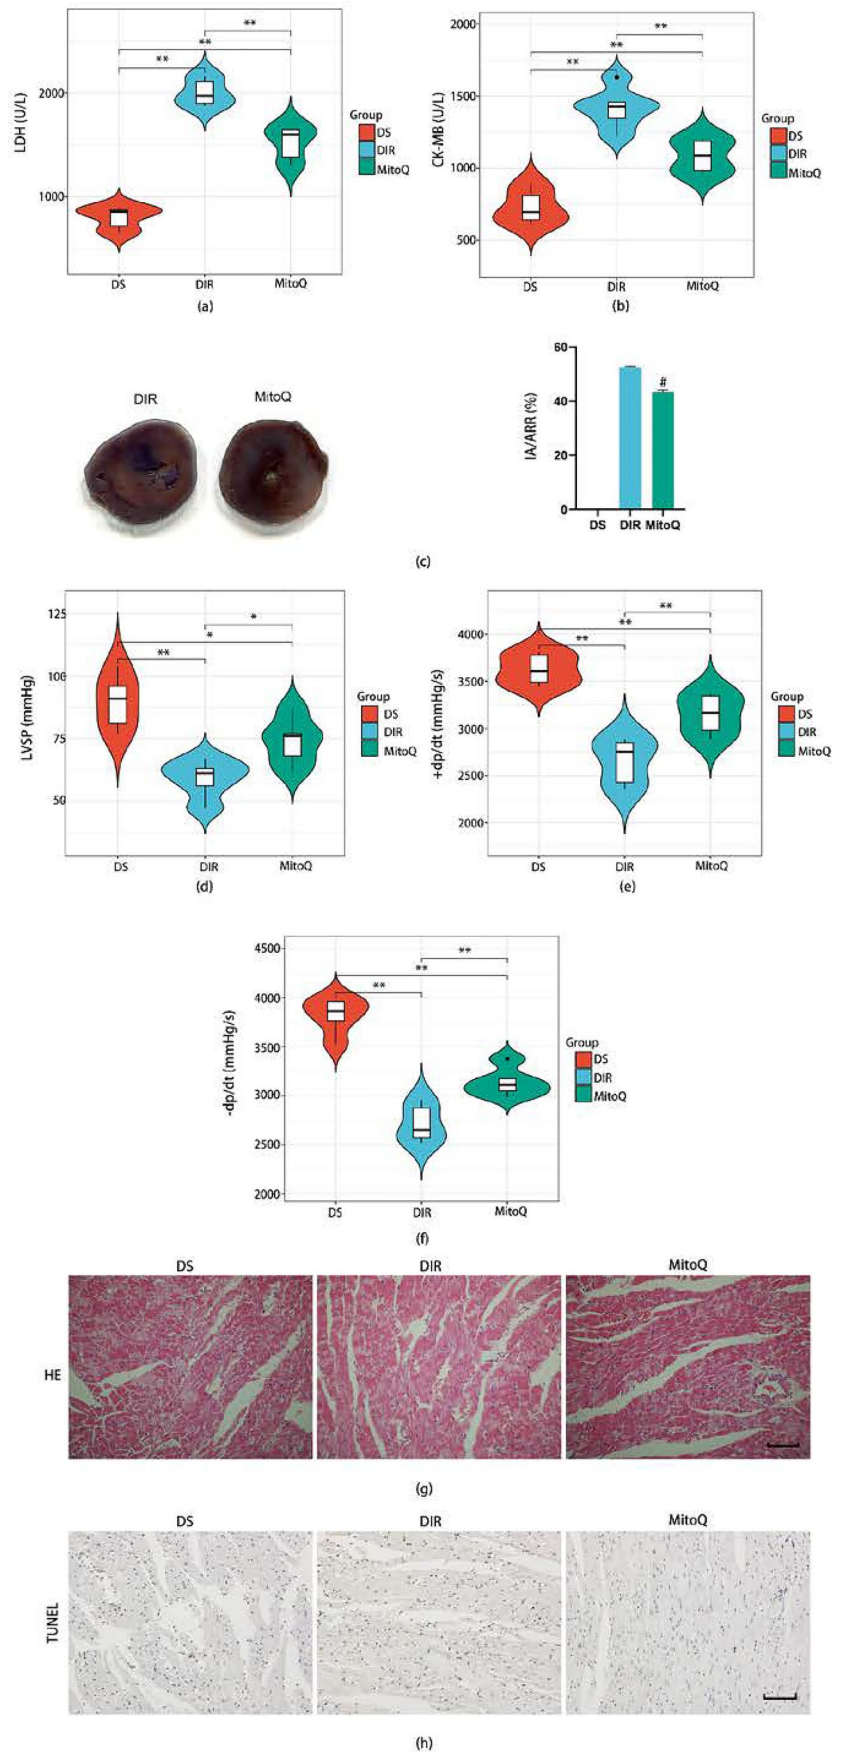 LDH (U/L)
2000
1000
**
**
**
DS
DIR
MitoQ
Group
DS
DIR
MitoQ
(a)
CK-MB (U/L)
2000
1500
1000
500
**
**
**
DS
DIR
MitoQ
Group
DS
DIR
MitoQ
(b)
DIR
MitoQ
IA/ARR (%)
60
40
20
0
#
DS
DIR
MitoQ
(c)
LVSP (mmHg)
125
106
75
50
*
*
**
DS
DIR
MitoQ
Group
DS
DIR
MitoQ
(d)
+dp/dt (mmHg/s)
4000
3500
3000
2500
2000
**
**
**
DS
DIR
MitoQ
Group
DS
DIR
MitoQ
(e)
-dp/dt (mmHg/s)
4500
4000
3500
3000
2500
2000
**
**
**
DS
DIR
MitoQ
Group
DS
DIR
MitoQ
(f)
DS
DIR
MitoQ
HE
(g)
DS
DIR
MitoQ
TUNEL
(h)